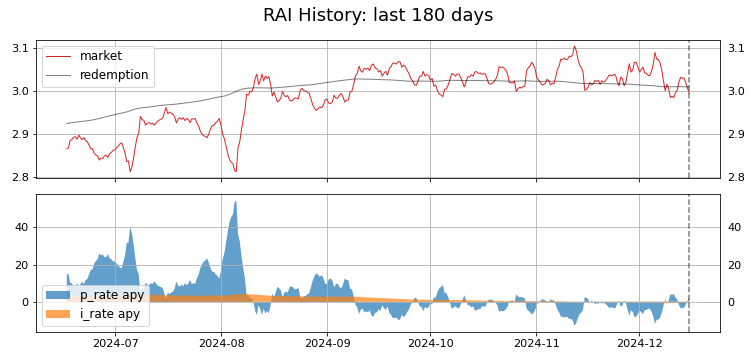 RAI History: last 180 days
3.1
3.0
2.9
2.8
market
redemption
3.1
3.0
2.9
2.8
40
20
0
p_rate apy
i_rate apy
40
20
0
2024-07 2024-08 2024-09 2024-10 2024-11 2024-12